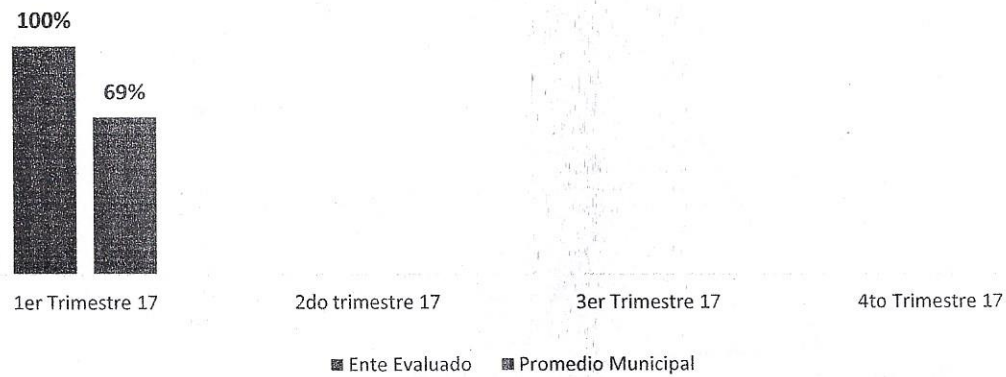 100%
69%
1er Trimestre 17 2do trimestre 17 3er Trimestre 17 4to Trimestre 17
Ente Evaluado Promedio Municipal